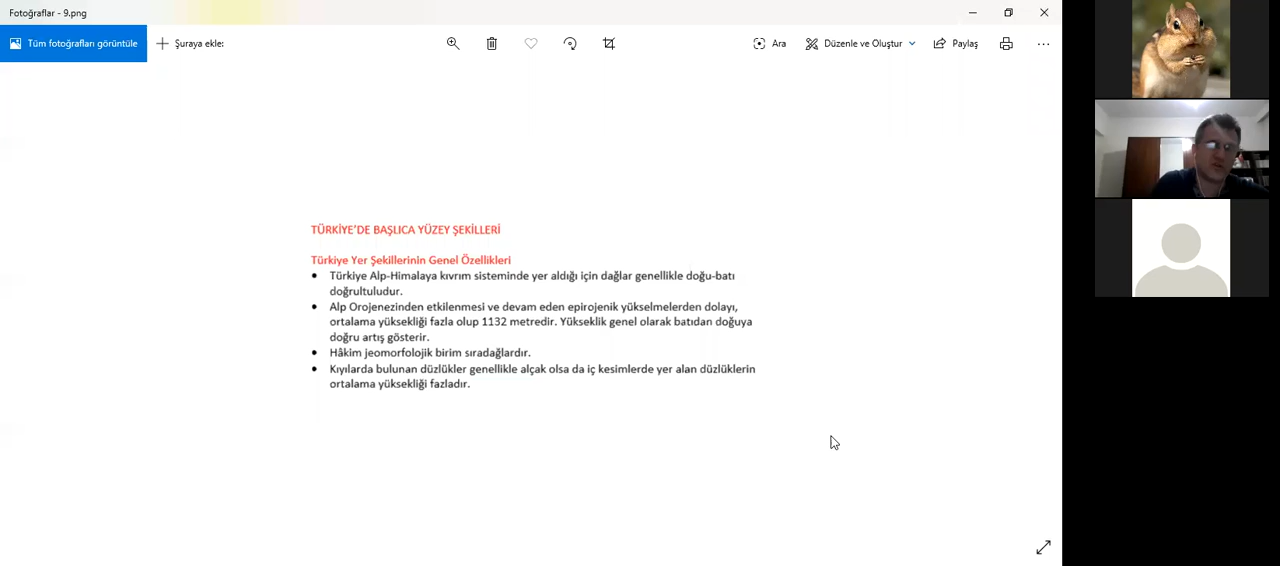 Fotoğraflar - 9.png
Tüm fotoğrafları görüntüle
Şuraya ekle:
Ara
Düzenle ve Oluştur
Paylaş
TÜRKİYE'DE BAŞLICA YÜZEY ŞEKİLLERİ
Türkiye Yer Şekillerinin Genel Özellikleri
• Türkiye Alp-Himalaya kıvrım sisteminde yer aldığı için dağlar genellikle doğu-batı
doğrultuludur.
• Alp Orojenezinden etkilenmesi ve devam eden epirojenik yükselmelerden dolayı,
ortalama yüksekliği fazla olup 1132 metredir. Yükseklik genel olarak batıdan doğuya
doğru artış gösterir.
• Hâkim jeomorfolojik birim sıradağlardır.
• Kıyılarda bulunan düzlükler genellikle alçak olsa da iç kesimlerde yer alan düzlüklerin
ortalama yüksekliği fazladır.